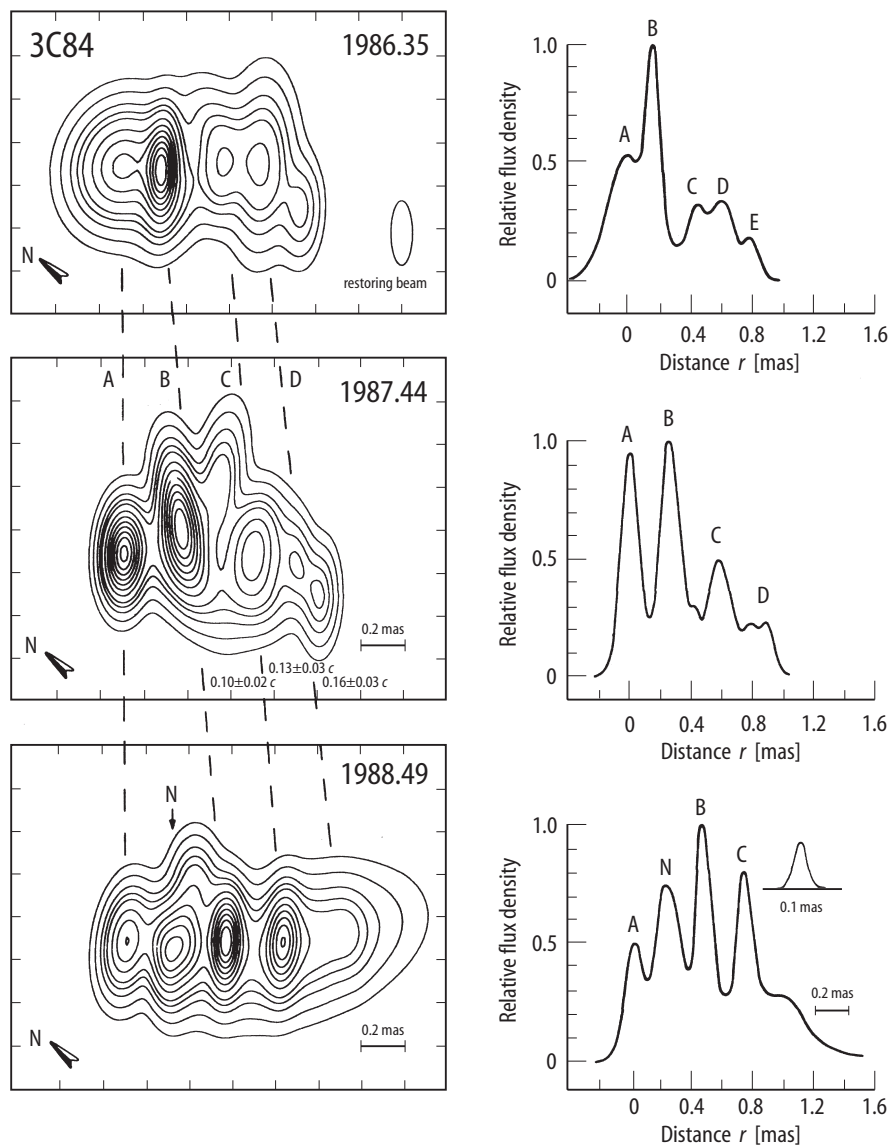 3C84
1986.35
N
restoring beam
Relative flux density
1.0
0.5
0
A
B
C
D
E
0 0.4 0.8 1.2 1.6
Distance r [mas]
A B C D
1987.44
N
0.2 mas
0.10±0.02 c
0.13±0.03 c
0.16±0.03 c
Relative flux density
1.0
0.5
0
A
B
C
D
0 0.4 0.8 1.2 1.6
Distance r [mas]
1988.49
N
N
0.2 mas
Relative flux density
1.0
0.5
0
A
N
B
C
0.1 mas
0.2 mas
0 0.4 0.8 1.2 1.6
Distance r [mas]